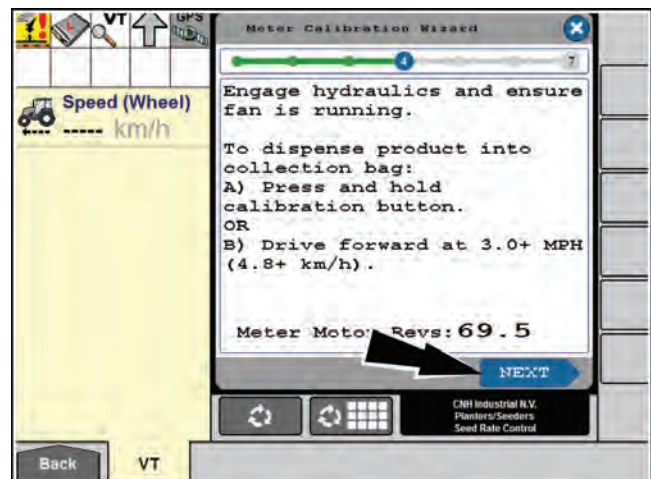 VT
GPS
Meter Calibration Wizard
4
7
Speed (Wheel)
----- km/h
Engage hydraulics and ensure
fan is running.
To dispense product into
collection bag:
A) Press and hold
calibration button.
OR
B) Drive forward at 3.0+ MPH
(4.8+ km/h).
Meter Motor Revs:69.5
NEXT
CNH Industrial N.V.
Planters/Seeders
Seed Rate Control
Back
VT